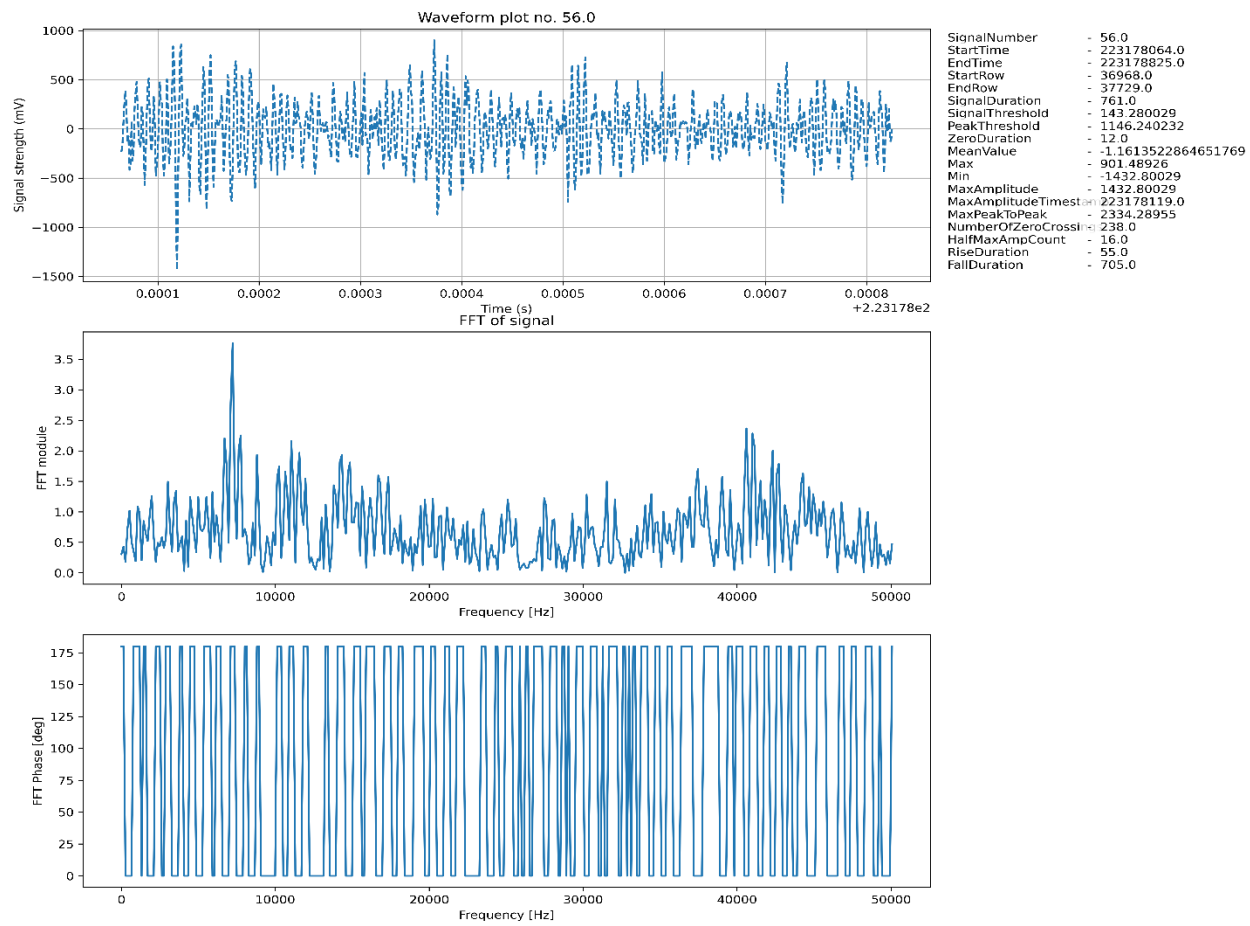 Waveform plot no. 56.0
1000
500
0
−500
−1000
−1500
Signal strength (mV)
0.0001 0.0002 0.0003 0.0004 0.0005 0.0006 0.0007 0.0008
Time (s)
+2.23178e2
SignalNumber - 56.0
StartTime - 223178064.0
EndTime - 223178825.0
StartRow - 36968.0
EndRow - 37729.0
SignalDuration - 761.0
SignalThreshold - 143.280029
PeakThreshold - 1146.240232
ZeroDuration - 12.0
MeanValue - -1.1613522864651769
Max - 901.48926
Min - -1432.80029
MaxAmplitude - 1432.80029
MaxAmplitudeTimestamp - 223178119.0
MaxPeakToPeak - 2334.28955
NumberOfZeroCrossing - 238.0
HalfMaxAmpCount - 16.0
RiseDuration - 55.0
FallDuration - 705.0
FFT of signal
3.5
3.0
2.5
2.0
1.5
1.0
0.5
0.0
FFT module
0 10000 20000 30000 40000 50000
Frequency [Hz]
175
150
125
100
75
50
25
0
FFT Phase [deg]
0 10000 20000 30000 40000 50000
Frequency [Hz]